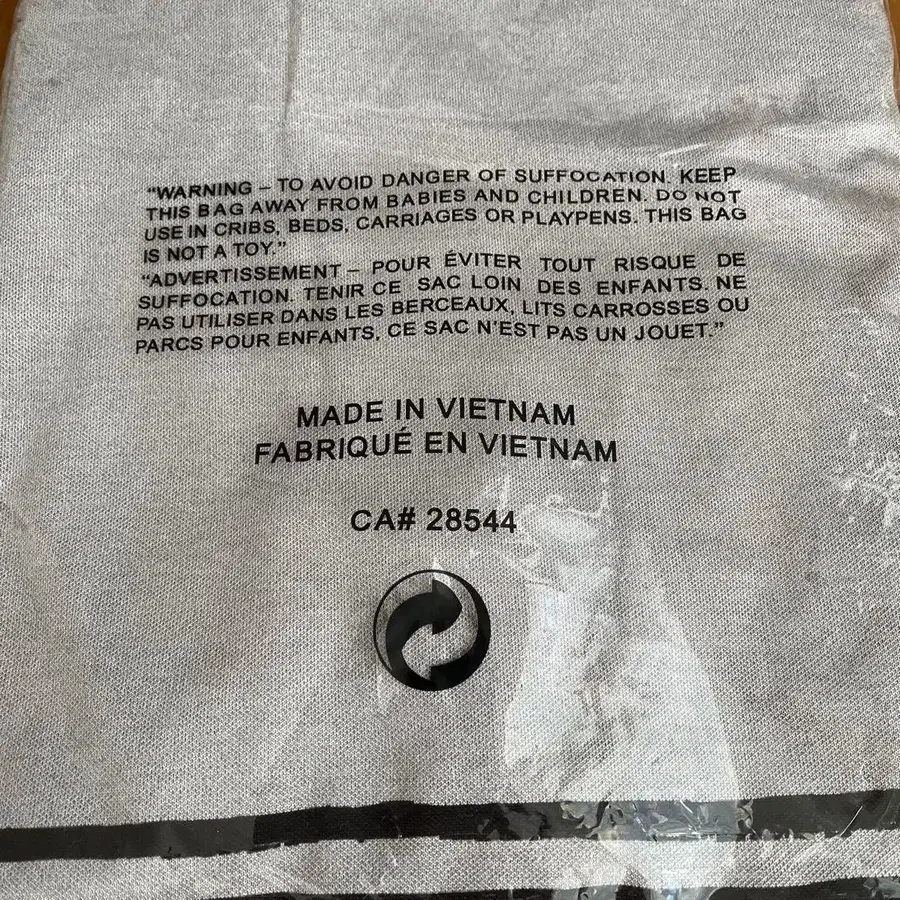 “WARNING – TO AVOID DANGER OF SUFFOCATION. KEEP
THIS BAG AWAY FROM BABIES AND CHILDREN. DO NOT
USE IN CRIBS, BEDS, CARRIAGES OR PLAYPENS. THIS BAG
IS NOT A TOY.”
“ADVERTISSEMENT – POUR ÉVITER TOUT RISQUE DE
SUFFOCATION. TENIR CE SAC LOIN DES ENFANTS. NE
PAS UTILISER DANS LES BERCEAUX, LITS CARROSSES OU
PARCS POUR ENFANTS, CE SAC N’EST PAS UN JOUET.”
MADE IN VIETNAM
FABRIQUÉ EN VIETNAM
CA# 28544